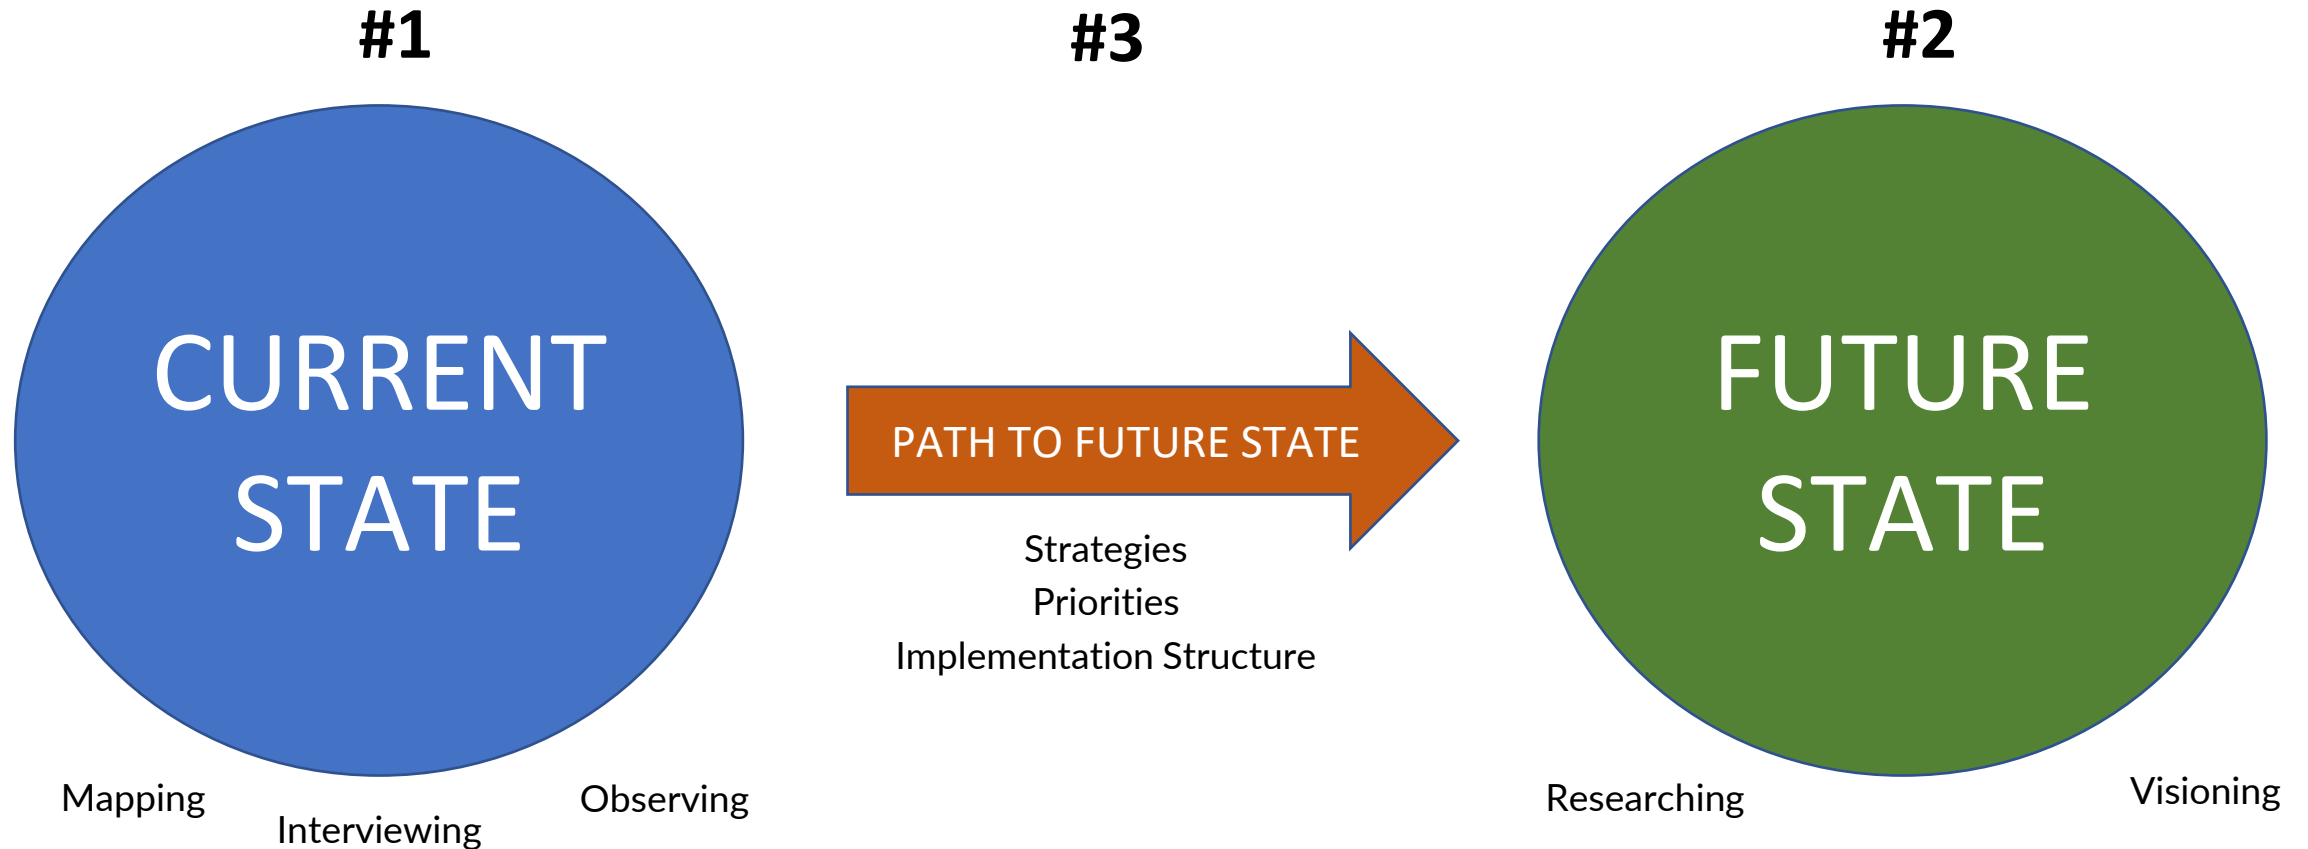 #1
#3
#2
CURRENT
STATE
PATH TO FUTURE STATE
FUTURE
STATE
Strategies
Priorities
Implementation Structure
Mapping
Interviewing
Observing
Researching
Visioning